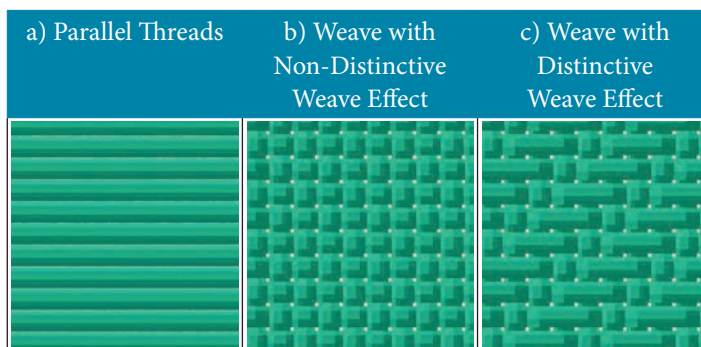 a) Parallel Threads
b) Weave with
Non-Distinctive
Weave Effect
c) Weave with
Distinctive
Weave Effect